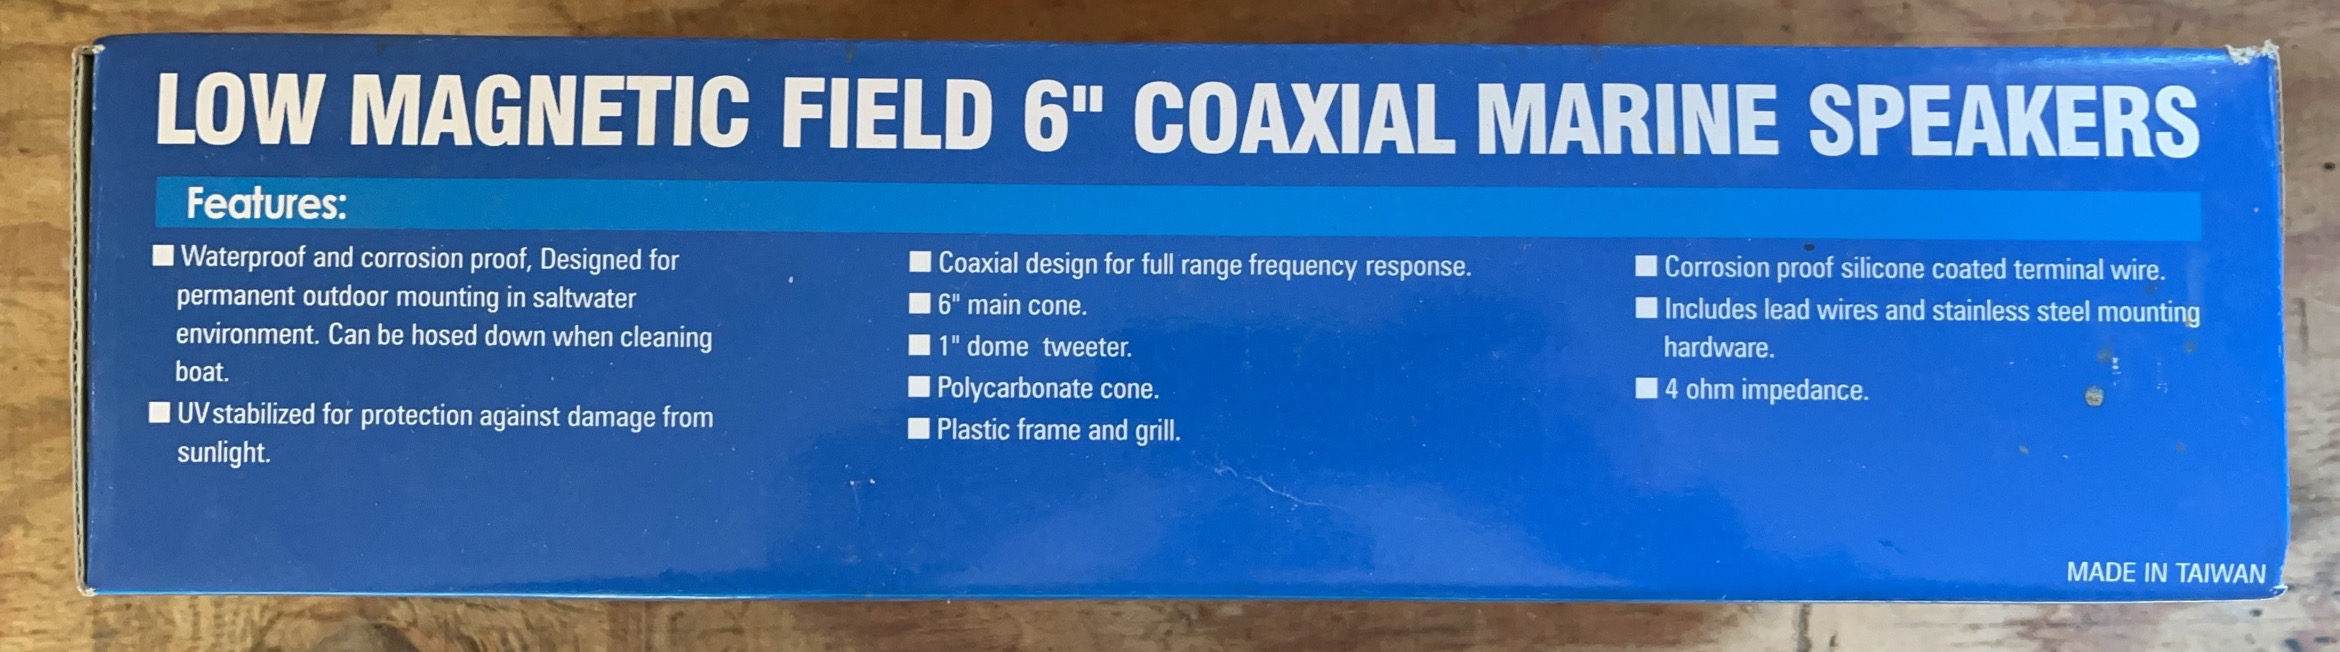 LOW MAGNETIC FIELD 6" COAXIAL MARINE SPEAKERS
Features:
■ Waterproof and corrosion proof, Designed for
permanent outdoor mounting in saltwater
environment. Can be hosed down when cleaning
boat.
■ UV stabilized for protection against damage from
sunlight.
■ Coaxial design for full range frequency response.
■ 6" main cone.
■ 1" dome tweeter.
■ Polycarbonate cone.
■ Plastic frame and grill.
■ Corrosion proof silicone coated terminal wire.
■ Includes lead wires and stainless steel mounting
hardware.
■ 4 ohm impedance.
MADE IN TAIWAN